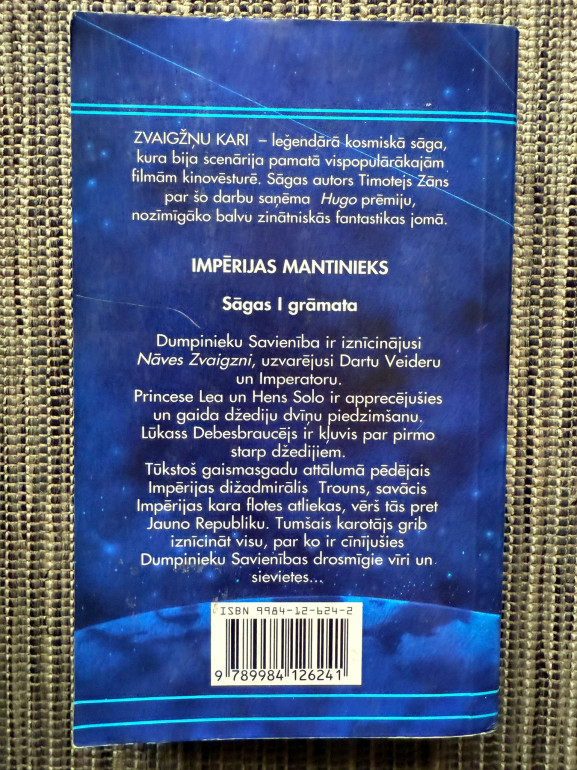 ZVAIGŽŅU KARI – leģendārā kosmiskā sāga,
kura bija scenārija pamatā vispopulārākajām
filmām kinovēsturē. Sāgas autors Timotejs Zāns
par šo darbu saņēma Hugo prēmiju,
nozīmīgāko balvu zinātniskās fantastikas jomā.
IMPĒRIJAS MANTINIEKS
Sāgas I grāmata
Dumpinieku Savienība ir iznīcinājusi
Nāves Zvaigzni, uzvarējusi Dartu Veideru
un Imperatoru.
Princese Lea un Hens Solo ir apprecējušies
un gaida džediju dvīņu piedzimšanu.
Lūkass Debesbraucējs ir kļuvis par pirmo
starp džedijiem.
Tūkstoš gaismasgadu attālumā pēdējais
Impērijas dižadmirālis Trouns, savācis
Impērijas kara flotes atliekas, vērš tās pret
Jauno Republiku. Tumšais karotājs grib
iznīcināt visu, par ko ir cīnījušies
Dumpinieku Savienības drosmīgie vīri un
sievietes...
ISBN 9984-12-624-2
9 789984 126241